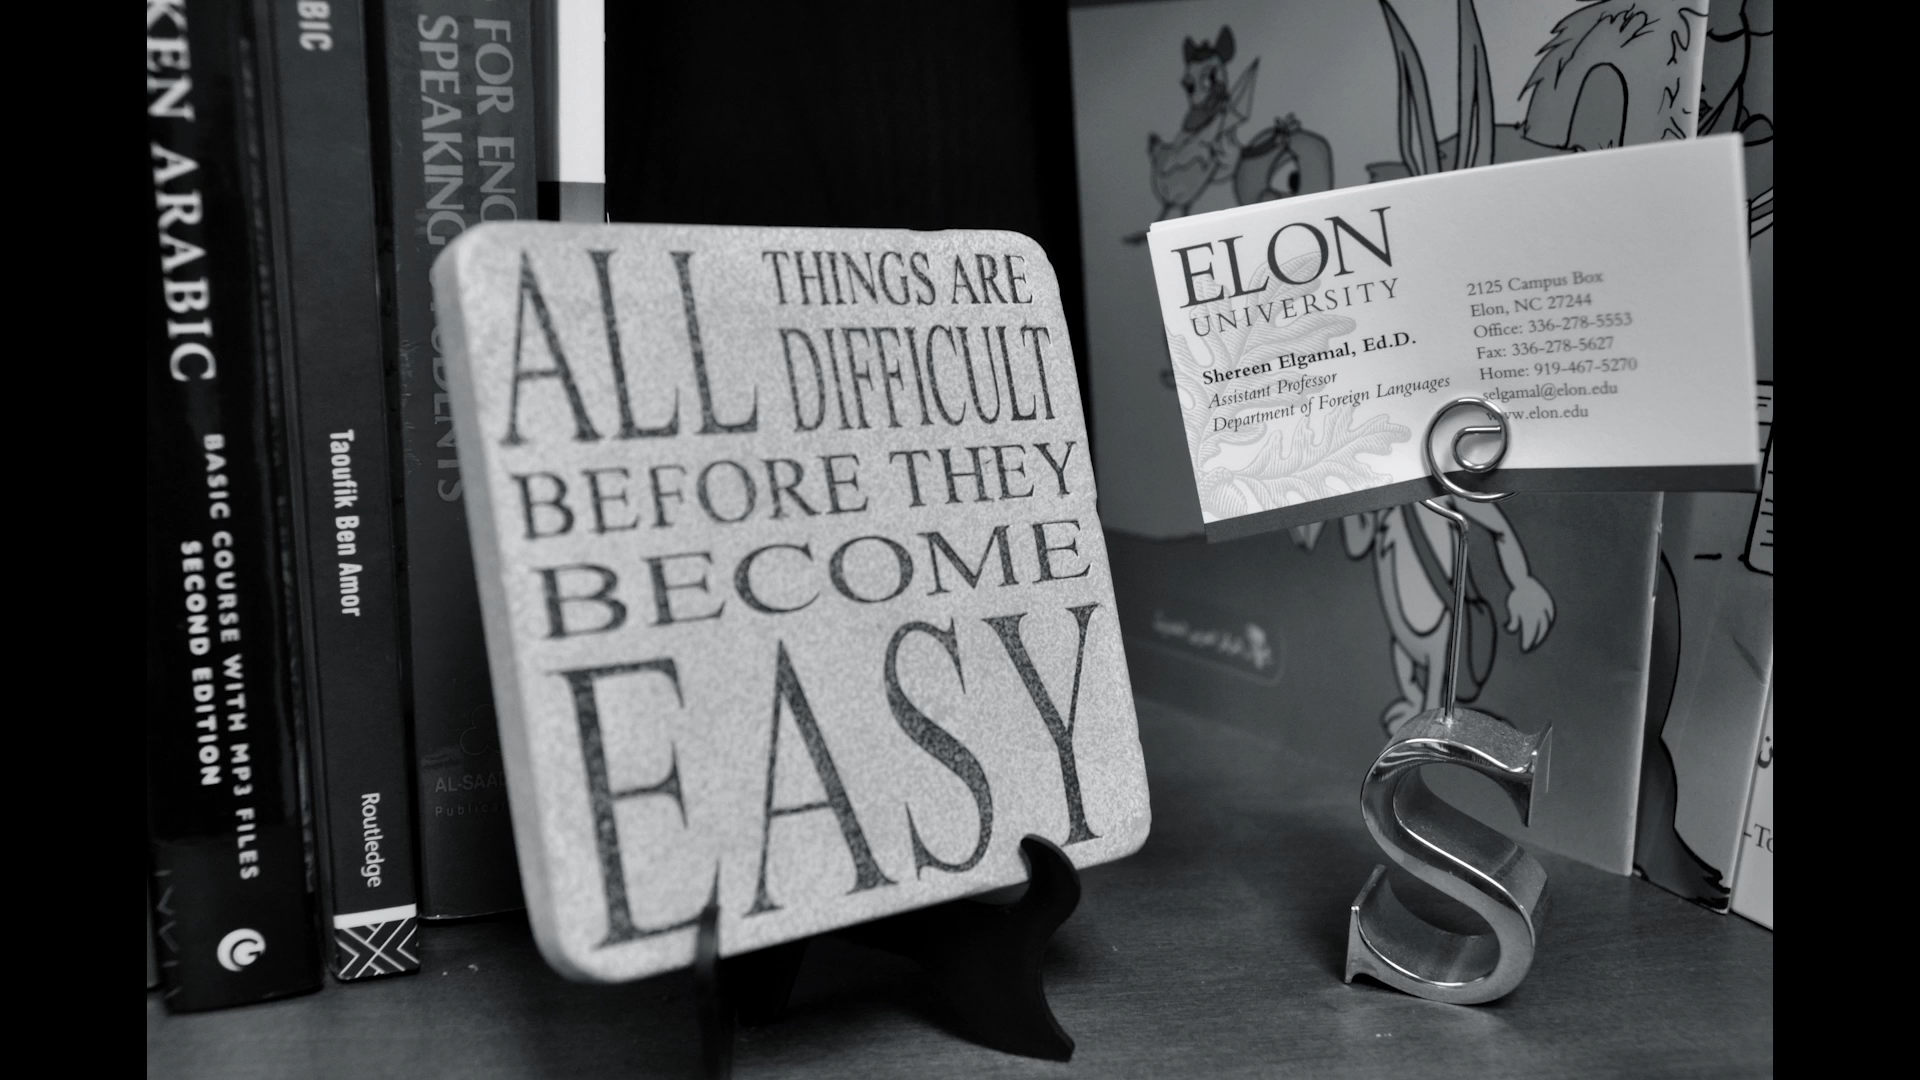 KEN ARABIC
BASIC COURSE WITH MP3 FILES
SECOND EDITION
BIC
Taoufik Ben Amor
Routledge
FOR ENG
SPEAKING
AL-SAA
Public
ALL THINGS ARE
DIFFICULT
BEFORE THEY
BECOME
EASY
ELON
UNIVERSITY
Shereen Elgamal, Ed.D.
Assistant Professor
Department of Foreign Languages
2125 Campus Box
Elon, NC 27244
Office: 336-278-5553
Fax: 336-278-5627
Home: 919-467-5270
selgamal@elon.edu
www.elon.edu
S